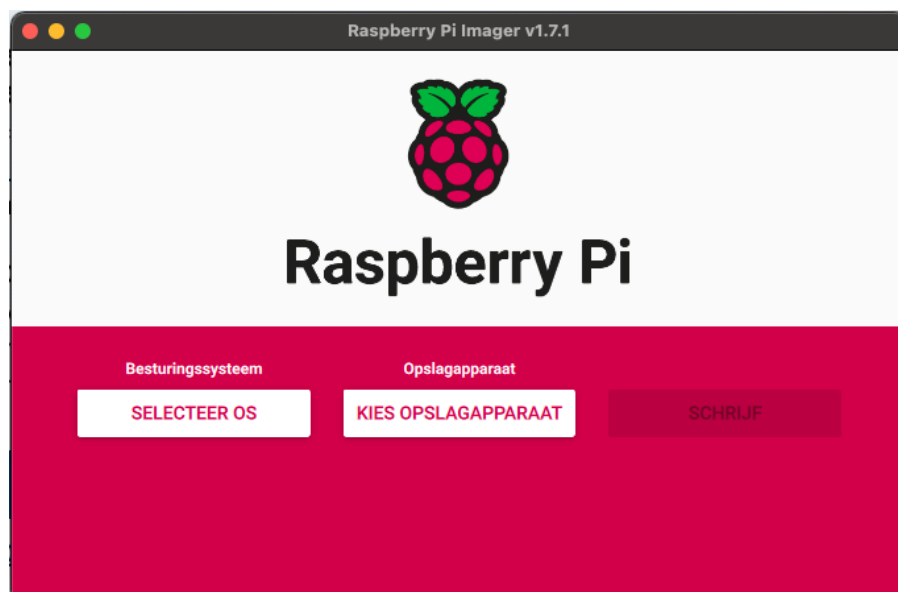 Raspberry Pi Imager v1.7.1
Raspberry Pi
Besturingssysteem
Opslagapparaat
SELECTEER OS
KIES OPSLAGAPPARAAT
SCHRIJF